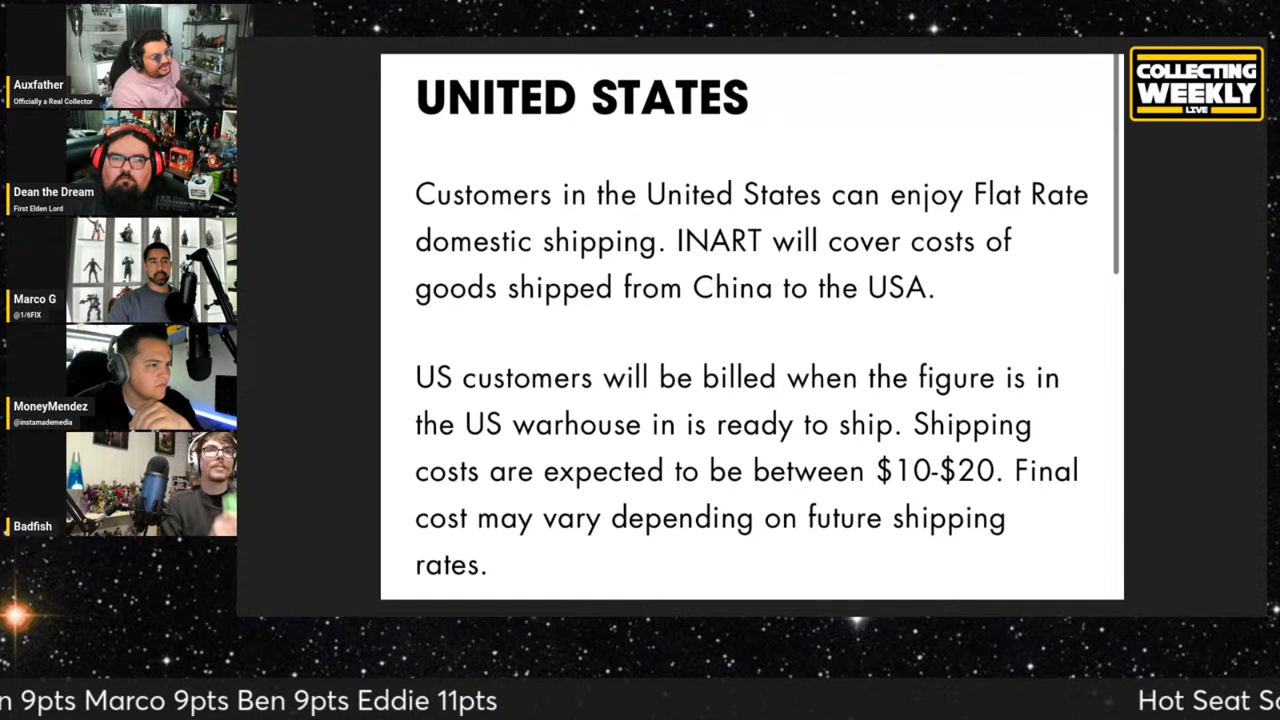 Auxfather
Officially a Real Collector
Dean the Dream
First Elden Lord
Marco G
@1/6FIX
MoneyMendez
@instamademedia
Badfish
UNITED STATES
Customers in the United States can enjoy Flat Rate
domestic shipping. INART will cover costs of
goods shipped from China to the USA.
US customers will be billed when the figure is in
the US warhouse in is ready to ship. Shipping
costs are expected to be between $10-$20. Final
cost may vary depending on future shipping
rates.
COLLECTING
WEEKLY
LIVE
9pts Marco 9pts Ben 9pts Eddie 11pts
Hot Seat